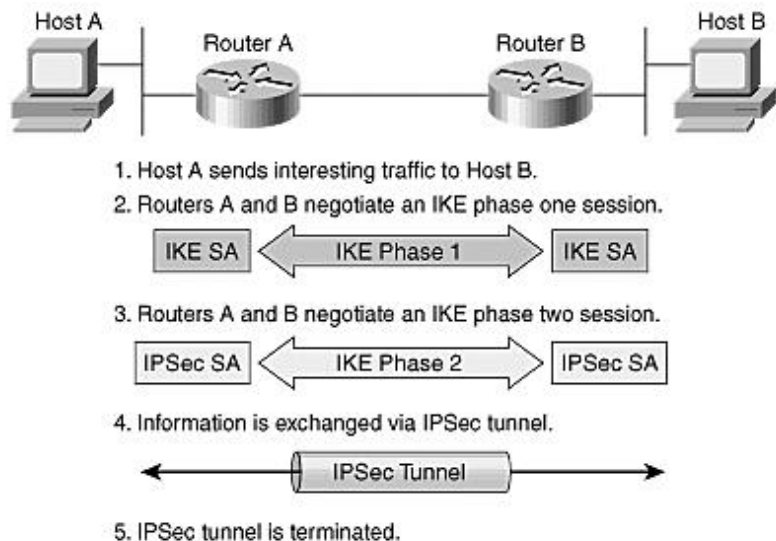 Host A
Router A
Router B
Host B
1. Host A sends interesting traffic to Host B.
2. Routers A and B negotiate an IKE phase one session.
IKE SA
IKE Phase 1
IKE SA
3. Routers A and B negotiate an IKE phase two session.
IPSec SA
IKE Phase 2
IPSec SA
4. Information is exchanged via IPSec tunnel.
IPSec Tunnel
5. IPSec tunnel is terminated.